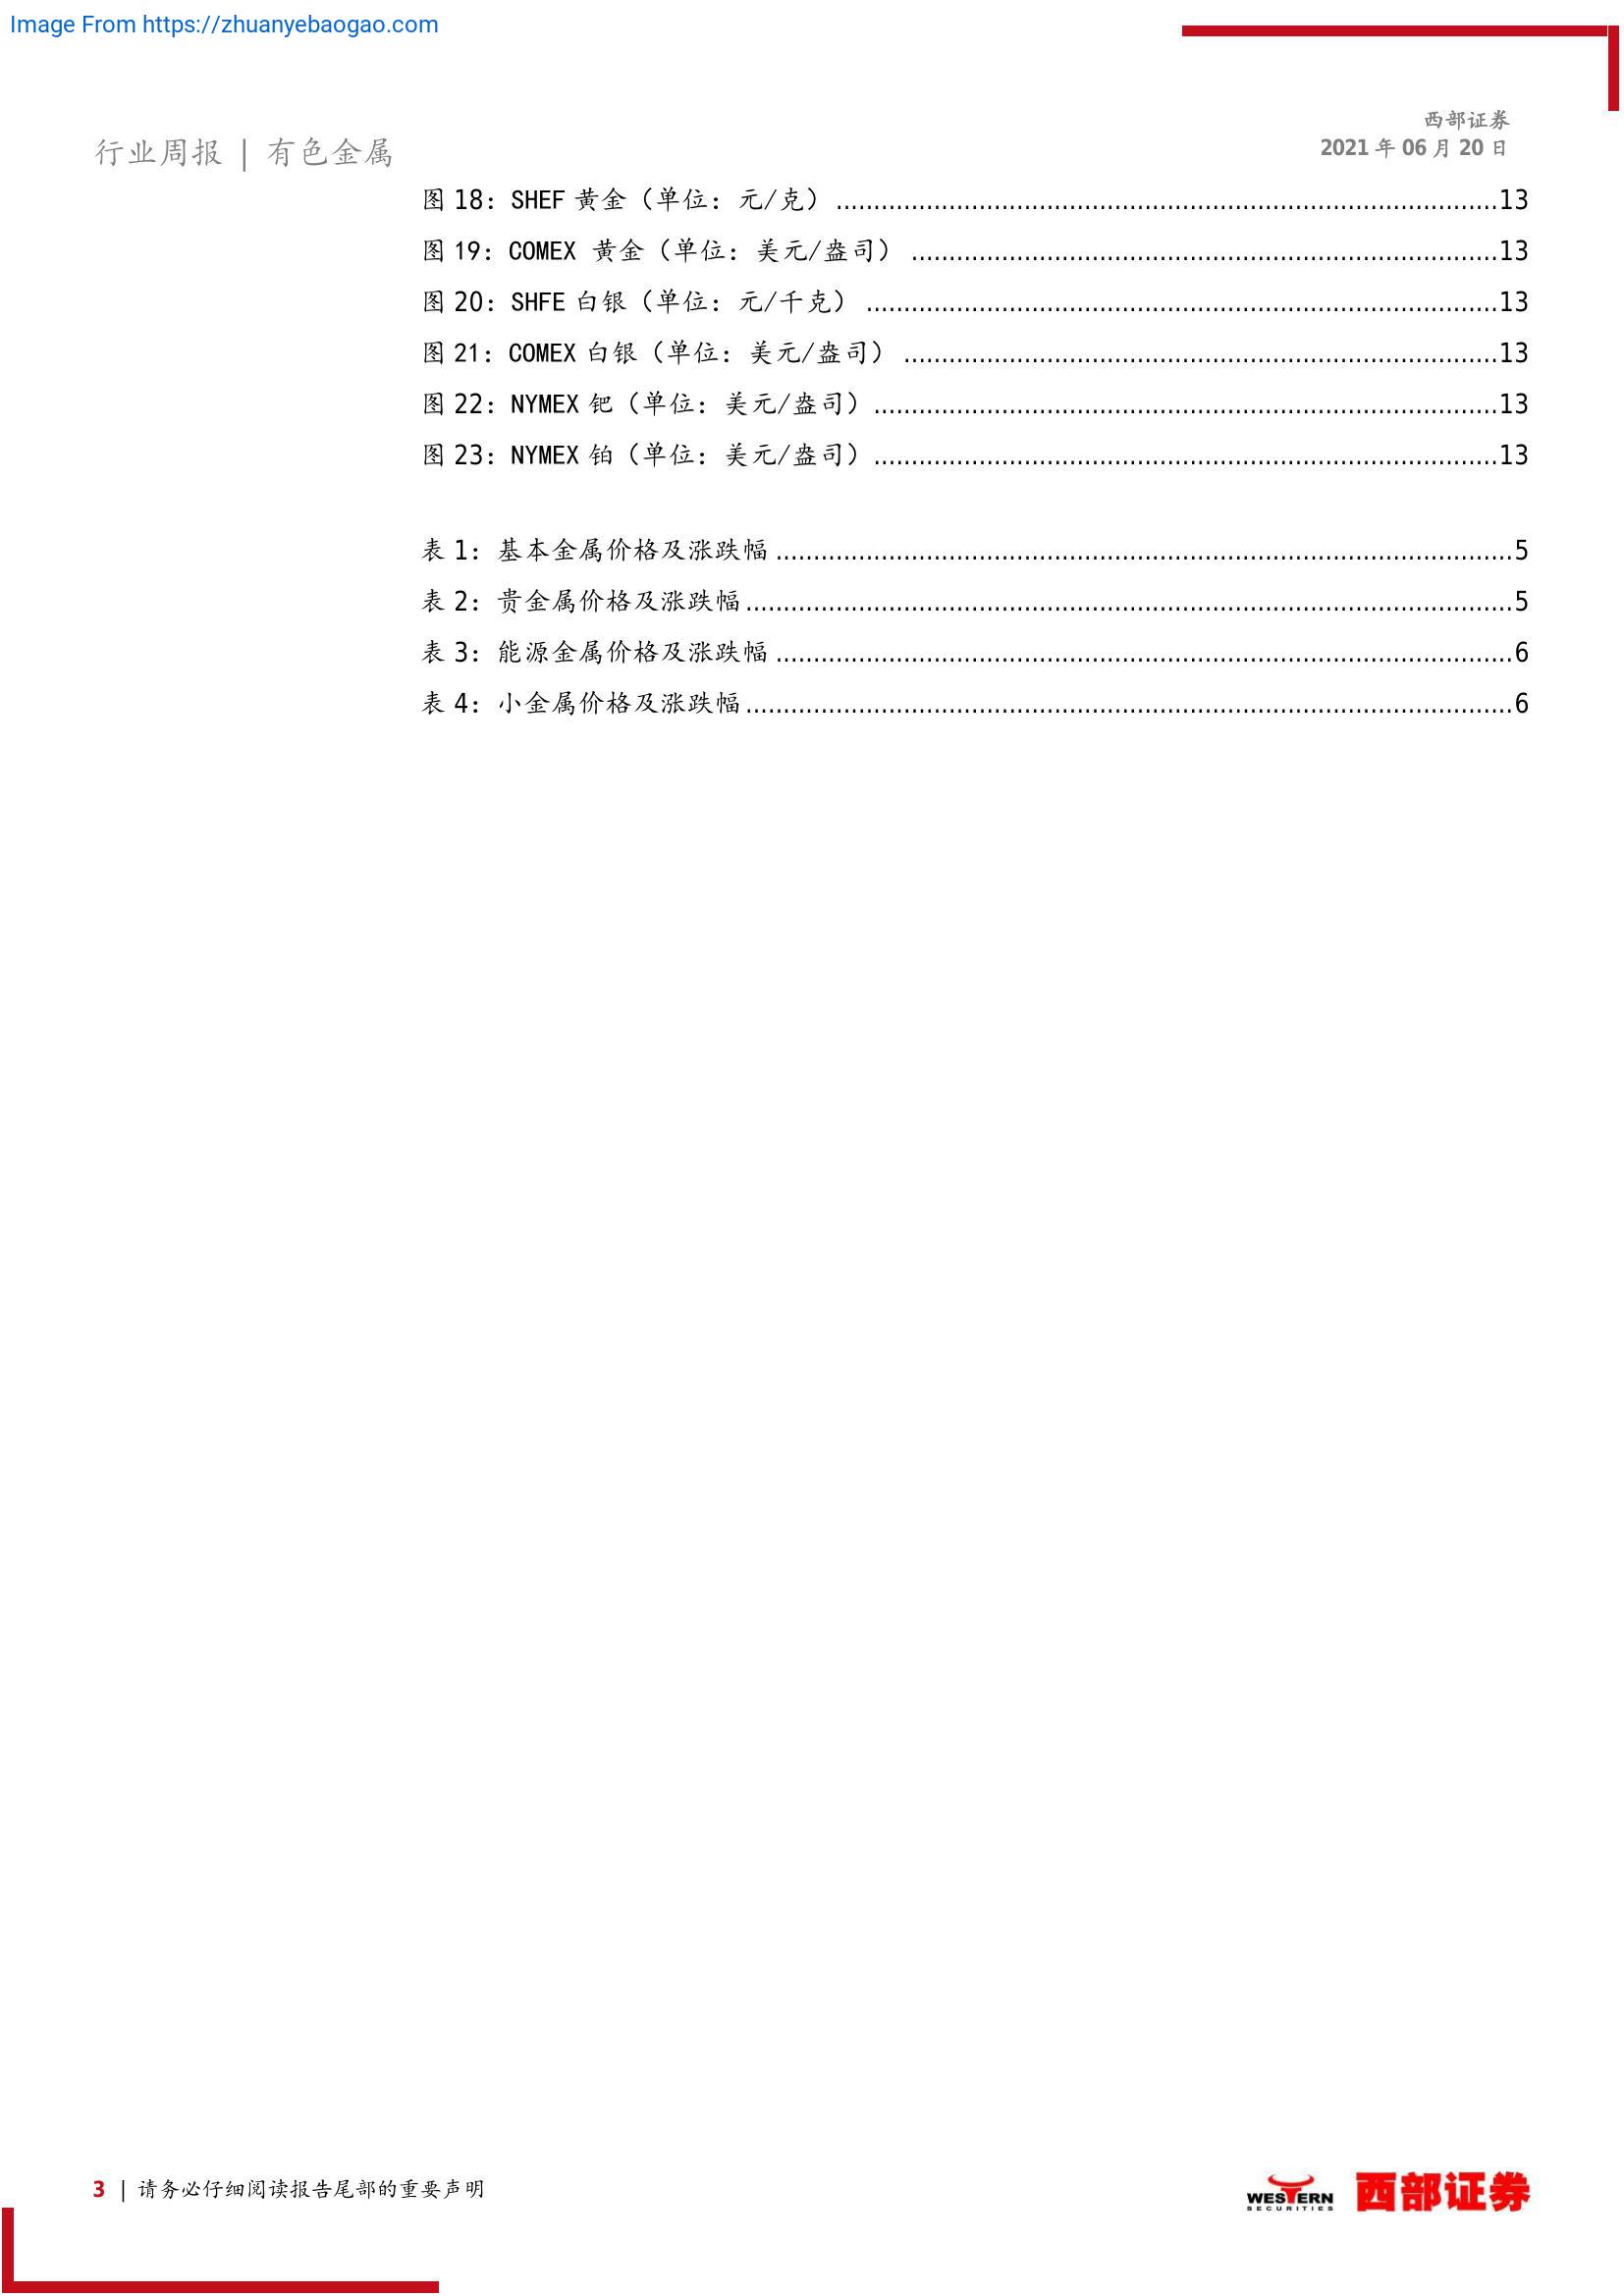 Image From https://zhuanyebaogao.com
西部证券
行业周报 | 有色金属
2021 年 06 月 20 日
图 18：SHEF 黄金（单位：元/克） ........................................................................................13
图 19：COMEX 黄金（单位：美元/盎司） ..............................................................................13
图 20：SHFE 白银（单位：元/千克） ....................................................................................13
图 21：COMEX 白银（单位：美元/盎司） ...............................................................................13
图 22：NYMEX 钯（单位：美元/盎司） ...................................................................................13
图 23：NYMEX 铂（单位：美元/盎司） ...................................................................................13
表 1：基本金属价格及涨跌幅 ..................................................................................................5
表 2：贵金属价格及涨跌幅 ......................................................................................................5
表 3：能源金属价格及涨跌幅 ..................................................................................................6
表 4：小金属价格及涨跌幅 ......................................................................................................6
3 | 请务必仔细阅读报告尾部的重要声明
WESTERN
SECURITIES
西部证券